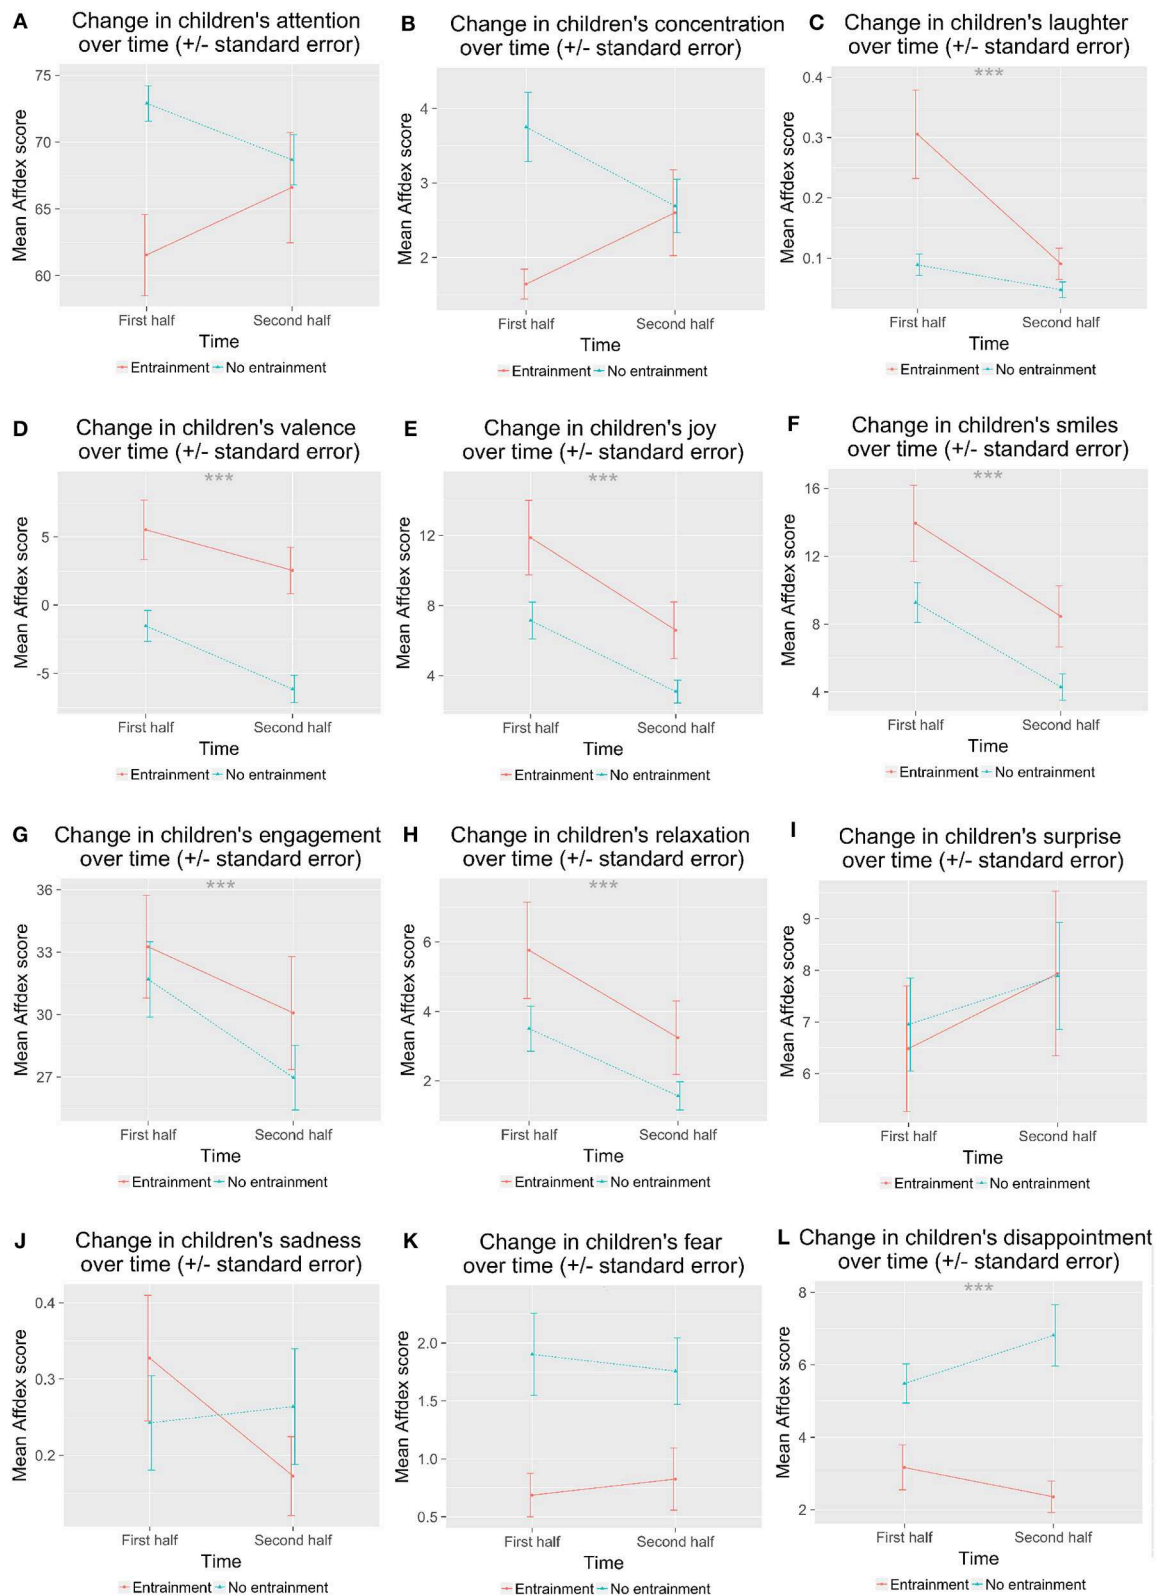 A Change in children's attention
over time (+/- standard error)
75
70
65
60
Mean Affdex score
First half Second half
Time
Entrainment No entrainment
B Change in children's concentration
over time (+/- standard error)
4
3
2
Mean Affdex score
First half Second half
Time
Entrainment No entrainment
C Change in children's laughter
over time (+/- standard error)
***
0.4
0.3
0.2
0.1
Mean Affdex score
First half Second half
Time
Entrainment No entrainment
D Change in children's valence
over time (+/- standard error)
***
5
0
-5
Mean Affdex score
First half Second half
Time
Entrainment No entrainment
E Change in children's joy
over time (+/- standard error)
***
12
8
4
Mean Affdex score
First half Second half
Time
Entrainment No entrainment
F Change in children's smiles
over time (+/- standard error)
***
16
12
8
4
Mean Affdex score
First half Second half
Time
Entrainment No entrainment
G Change in children's engagement
over time (+/- standard error)
***
36
33
30
27
Mean Affdex score
First half Second half
Time
Entrainment No entrainment
H Change in children's relaxation
over time (+/- standard error)
***
6
4
2
Mean Affdex score
First half Second half
Time
Entrainment No entrainment
I Change in children's surprise
over time (+/- standard error)
9
8
7
6
Mean Affdex score
First half Second half
Time
Entrainment No entrainment
J Change in children's sadness
over time (+/- standard error)
0.4
0.3
0.2
Mean Affdex score
First half Second half
Time
Entrainment No entrainment
K Change in children's fear
over time (+/- standard error)
2.0
1.5
1.0
0.5
Mean Affdex score
First half Second half
Time
Entrainment No entrainment
L Change in children's disappointment
over time (+/- standard error)
***
8
6
4
2
Mean Affdex score
First half Second half
Time
Entrainment No entrainment